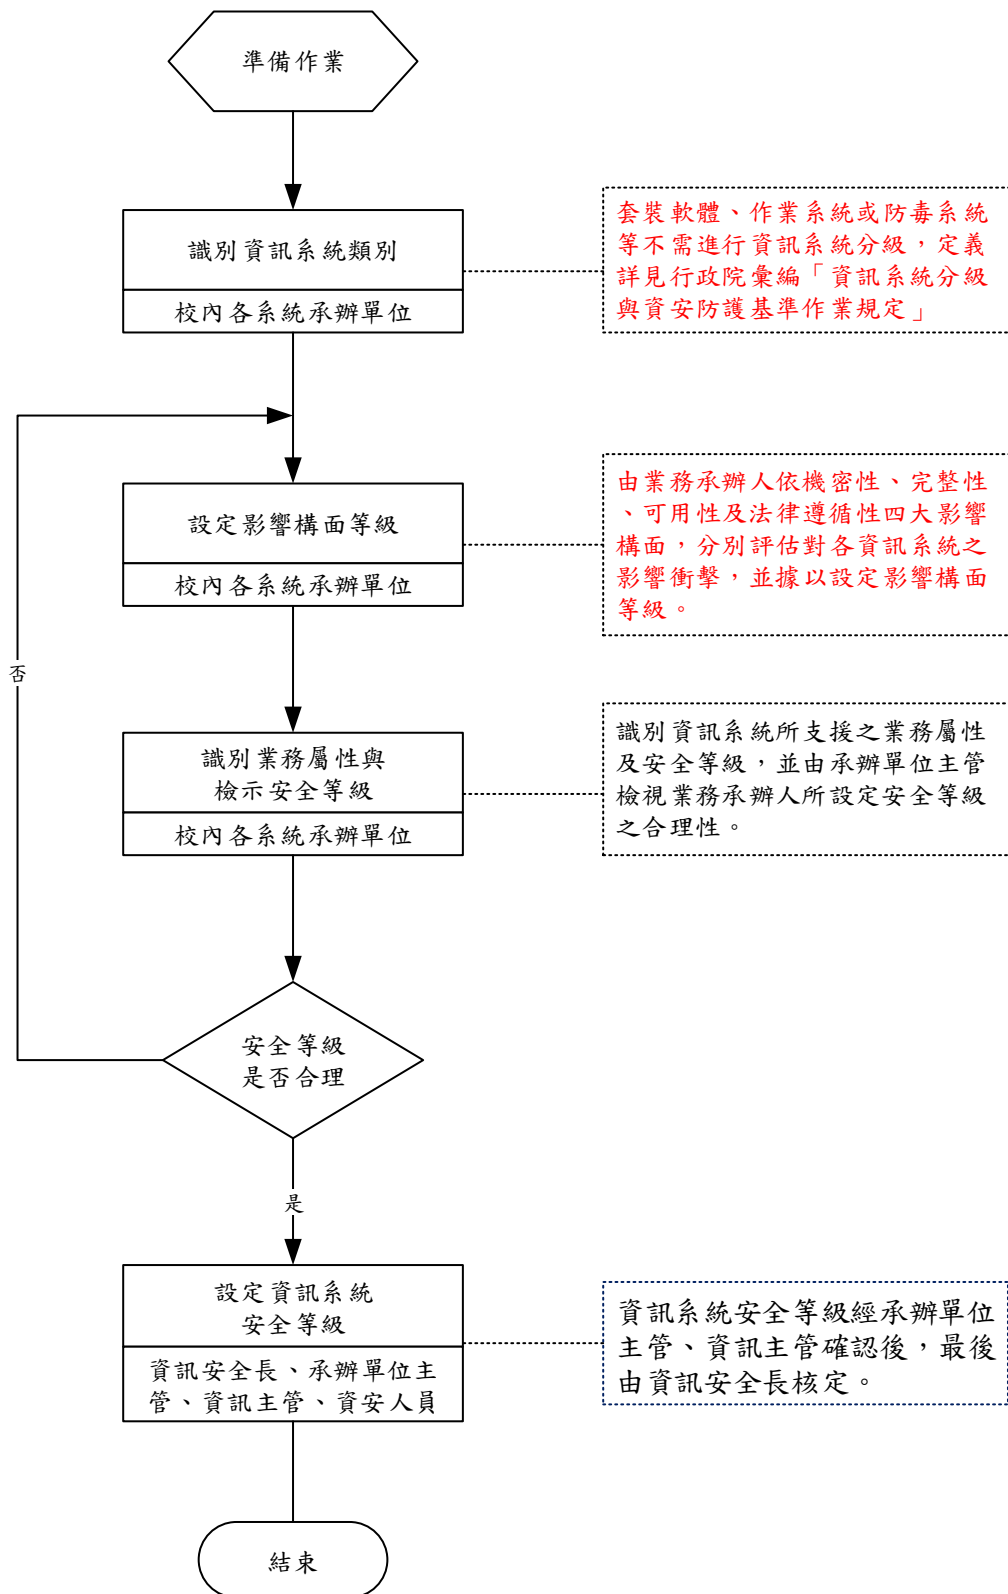 準備作業
識別資訊系統類別
校內各系統承辦單位
套裝軟體、作業系統或防毒系統
等不需進行資訊系統分級，定義
詳見行政院彙編「資訊系統分級
與資安防護基準作業規定」
設定影響構面等級
校內各系統承辦單位
由業務承辦人依機密性、完整性
、可用性及法律遵循性四大影響
構面，分別評估對各資訊系統之
影響衝擊，並據以設定影響構面
等級。
否
識別業務屬性與
檢示安全等級
校內各系統承辦單位
識別資訊系統所支援之業務屬性
及安全等級，並由承辦單位主管
檢視業務承辦人所設定安全等級
之合理性。
安全等級
是否合理
是
設定資訊系統
安全等級
資訊安全長、承辦單位主
管、資訊主管、資安人員
資訊系統安全等級經承辦單位
主管、資訊主管確認後，最後
由資訊安全長核定。
結束